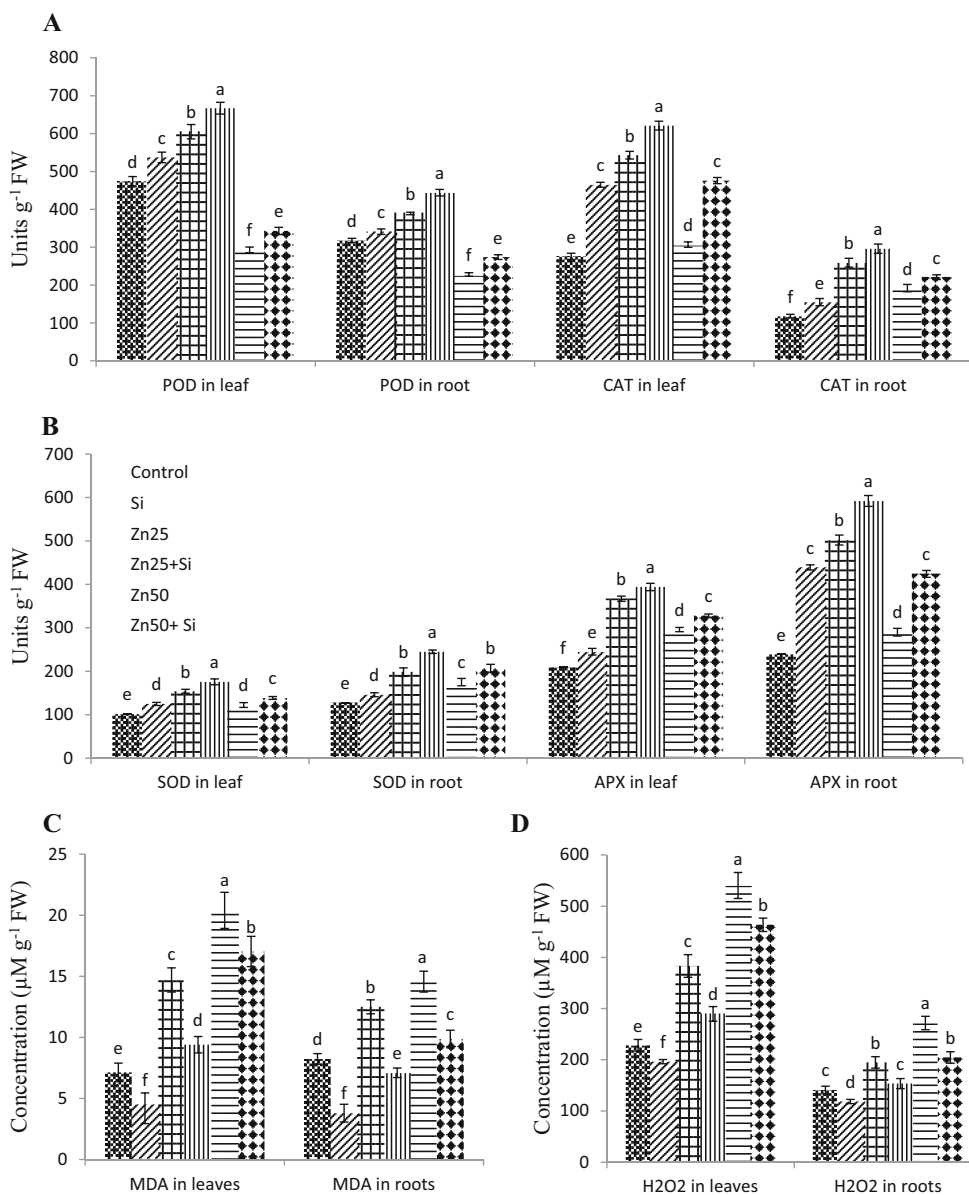 A
Units g-1 FW
800
700
600
500
400
300
200
100
0
d c b a f e
d c b a f e
f c b a e c
f e b a d c
POD in leaf POD in root CAT in leaf CAT in root
B
Units g-1 FW
700
600
500
400
300
200
100
0
Control
Si
Zn25
Zn25+Si
Zn50
Zn50+ Si
e d b a d c
e d b a c b
f e b a d c
e c b a d c
SOD in leaf SOD in root APX in leaf APX in root
C
Concentration (µM g-1 FW)
25
20
15
10
5
0
e f c d a b
d f b e a c
MDA in leaves MDA in roots
D
Concentration (µM g-1 FW)
600
500
400
300
200
100
0
e f c d a b
c d b c a b
H2O2 in leaves H2O2 in roots